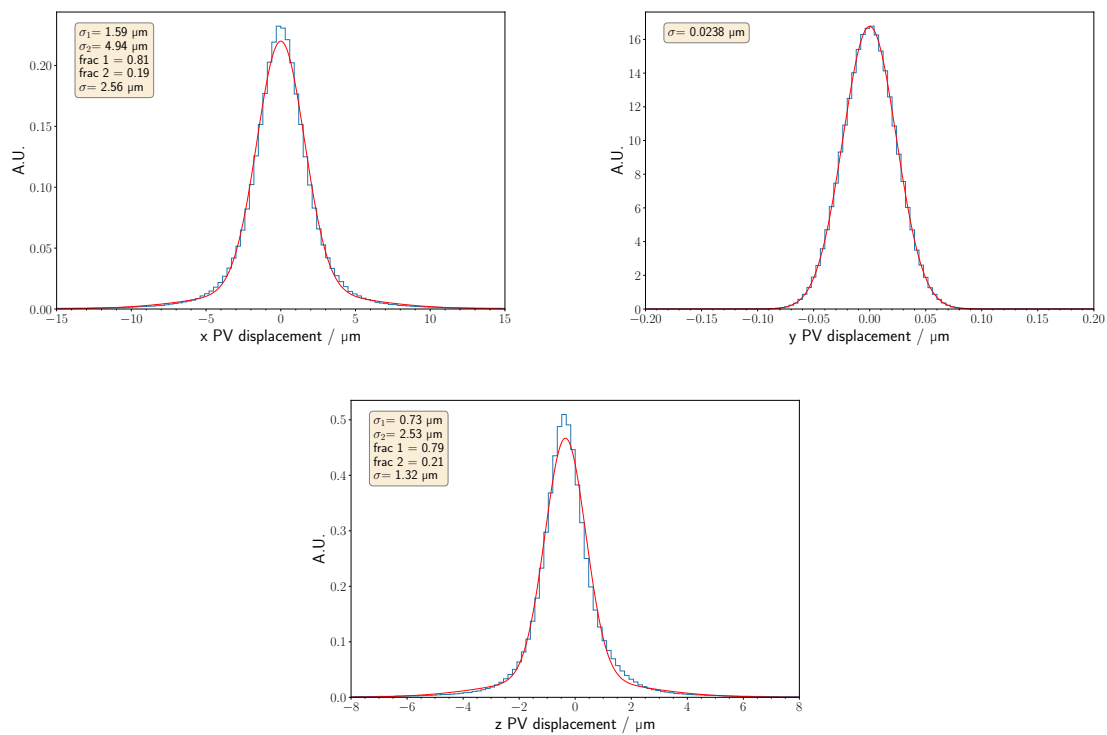 σ₁= 1.59 μm
σ₂= 4.94 μm
frac 1 = 0.81
frac 2 = 0.19
σ= 2.56 μm
0.20
0.15
0.10
0.05
0.00
A.U.
−15
−10
−5
0
5
10
15
x PV displacement / μm
σ= 0.0238 μm
16
14
12
10
8
6
4
2
0
A.U.
−0.20
−0.15
−0.10
−0.05
0.00
0.05
0.10
0.15
0.20
y PV displacement / μm
σ₁= 0.73 μm
σ₂= 2.53 μm
frac 1 = 0.79
frac 2 = 0.21
σ= 1.32 μm
0.5
0.4
0.3
0.2
0.1
0.0
A.U.
−8
−6
−4
−2
0
2
4
6
8
z PV displacement / μm